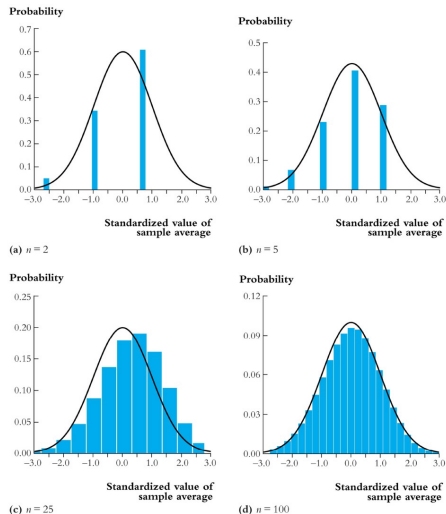 Probability
0.7
0.6
0.5
0.4
0.3
0.2
0.1
0.0
−3.0 −2.0 −1.0 0.0 1.0 2.0 3.0
Standardized value of
sample average
(a) n = 2
Probability
0.5
0.4
0.3
0.2
0.1
0.0
−3.0 −2.0 −1.0 0.0 1.0 2.0 3.0
Standardized value of
sample average
(b) n = 5
Probability
0.25
0.20
0.15
0.10
0.05
0.00
−3.0 −2.0 −1.0 0.0 1.0 2.0 3.0
Standardized value of
sample average
(c) n = 25
Probability
0.12
0.09
0.06
0.03
0.00
−3.0 −2.0 −1.0 0.0 1.0 2.0 3.0
Standardized value of
sample average
(d) n = 100